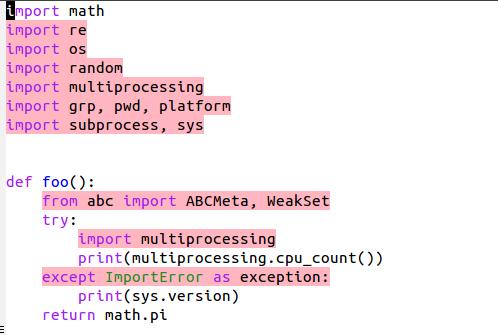 import math
import re
import os
import random
import multiprocessing
import grp, pwd, platform
import subprocess, sys
def foo():
from abc import ABCMeta, WeakSet
try:
import multiprocessing
print(multiprocessing.cpu_count())
except ImportError as exception:
print(sys.version)
return math.pi